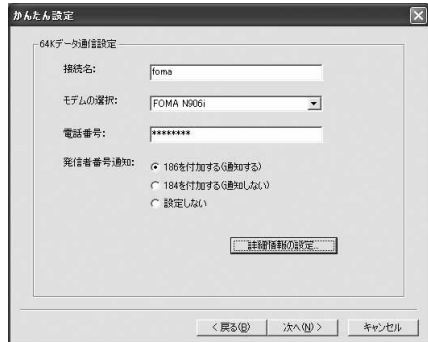 かんたん設定
64Kデータ通信設定
接続名: foma
モデムの選択: FOMA N906i
電話番号: ********
発信者番号通知: 186を付加する(通知する)
184を付加する(通知しない)
設定しない
詳細情報の設定...
< 戻る(B) 次へ(N) > キャンセル